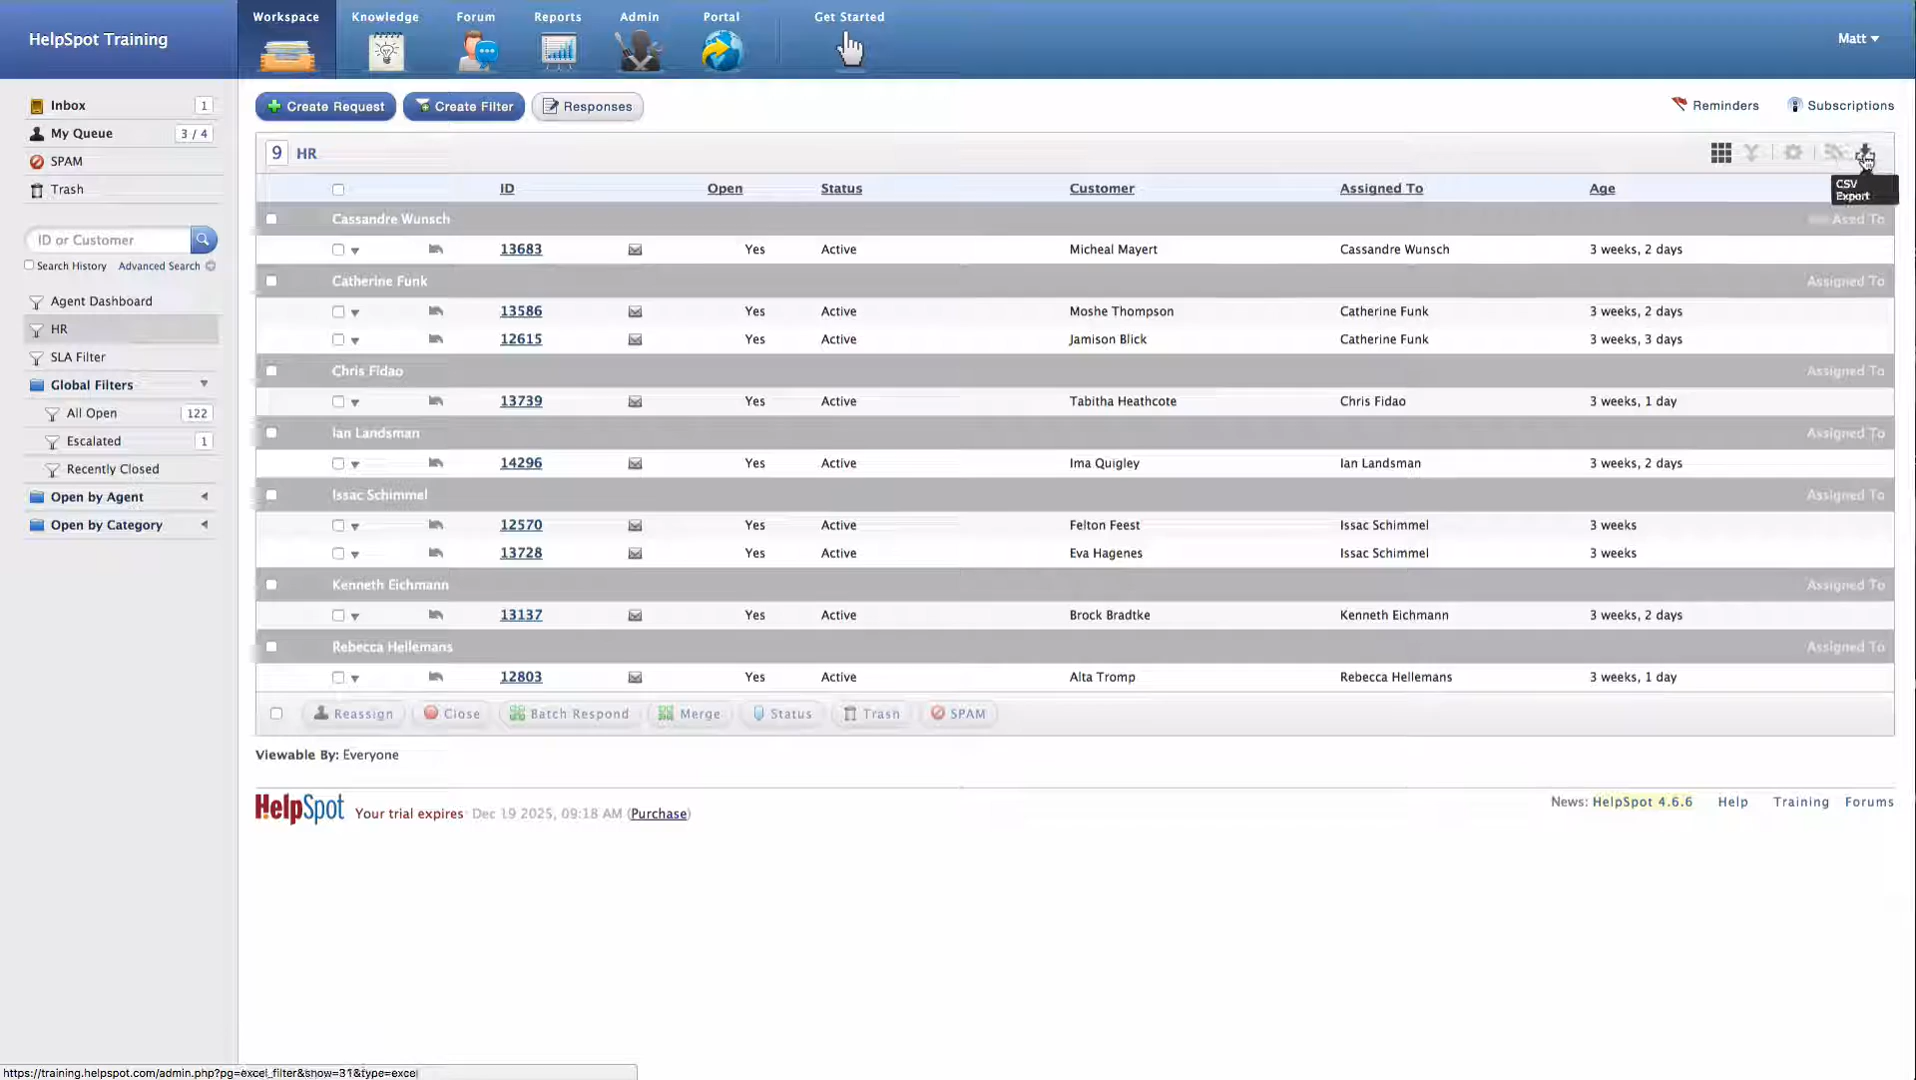 HelpSpot Training
Workspace
Knowledge
Forum
Reports
Admin
Portal
Get Started
Matt
Inbox 1
My Queue 3 / 4
SPAM
Trash
ID or Customer
Search History Advanced Search
Agent Dashboard
HR
SLA Filter
Global Filters
All Open 122
Escalated 1
Recently Closed
Open by Agent
Open by Category
Create Request Create Filter Responses
Reminders Subscriptions
9 HR
CSV
Export
ID Open Status Customer Assigned To Age
Cassandre Wunsch To
13683 Yes Active Micheal Mayert Cassandre Wunsch 3 weeks, 2 days
Catherine Funk Assigned To
13586 Yes Active Moshe Thompson Catherine Funk 3 weeks, 2 days
12615 Yes Active Jamison Blick Catherine Funk 3 weeks, 3 days
Chris Fidao Assigned To
13739 Yes Active Tabitha Heathcote Chris Fidao 3 weeks, 1 day
Ian Landsman Assigned To
14296 Yes Active Ima Quigley Ian Landsman 3 weeks, 2 days
Issac Schimmel Assigned To
12570 Yes Active Felton Feest Issac Schimmel 3 weeks
13728 Yes Active Eva Hagenes Issac Schimmel 3 weeks
Kenneth Eichmann Assigned To
13137 Yes Active Brock Bradtke Kenneth Eichmann 3 weeks, 2 days
Rebecca Hellemans Assigned To
12803 Yes Active Alta Tromp Rebecca Hellemans 3 weeks, 1 day
Reassign Close Batch Respond Merge Status Trash SPAM
Viewable By: Everyone
HelpSpot Your trial expires Dec 19 2025, 09:18 AM (Purchase)
News: HelpSpot 4.6.6 Help Training Forums
https://training.helpspot.com/admin.php?pg=excel_filter&show=31&type=excel